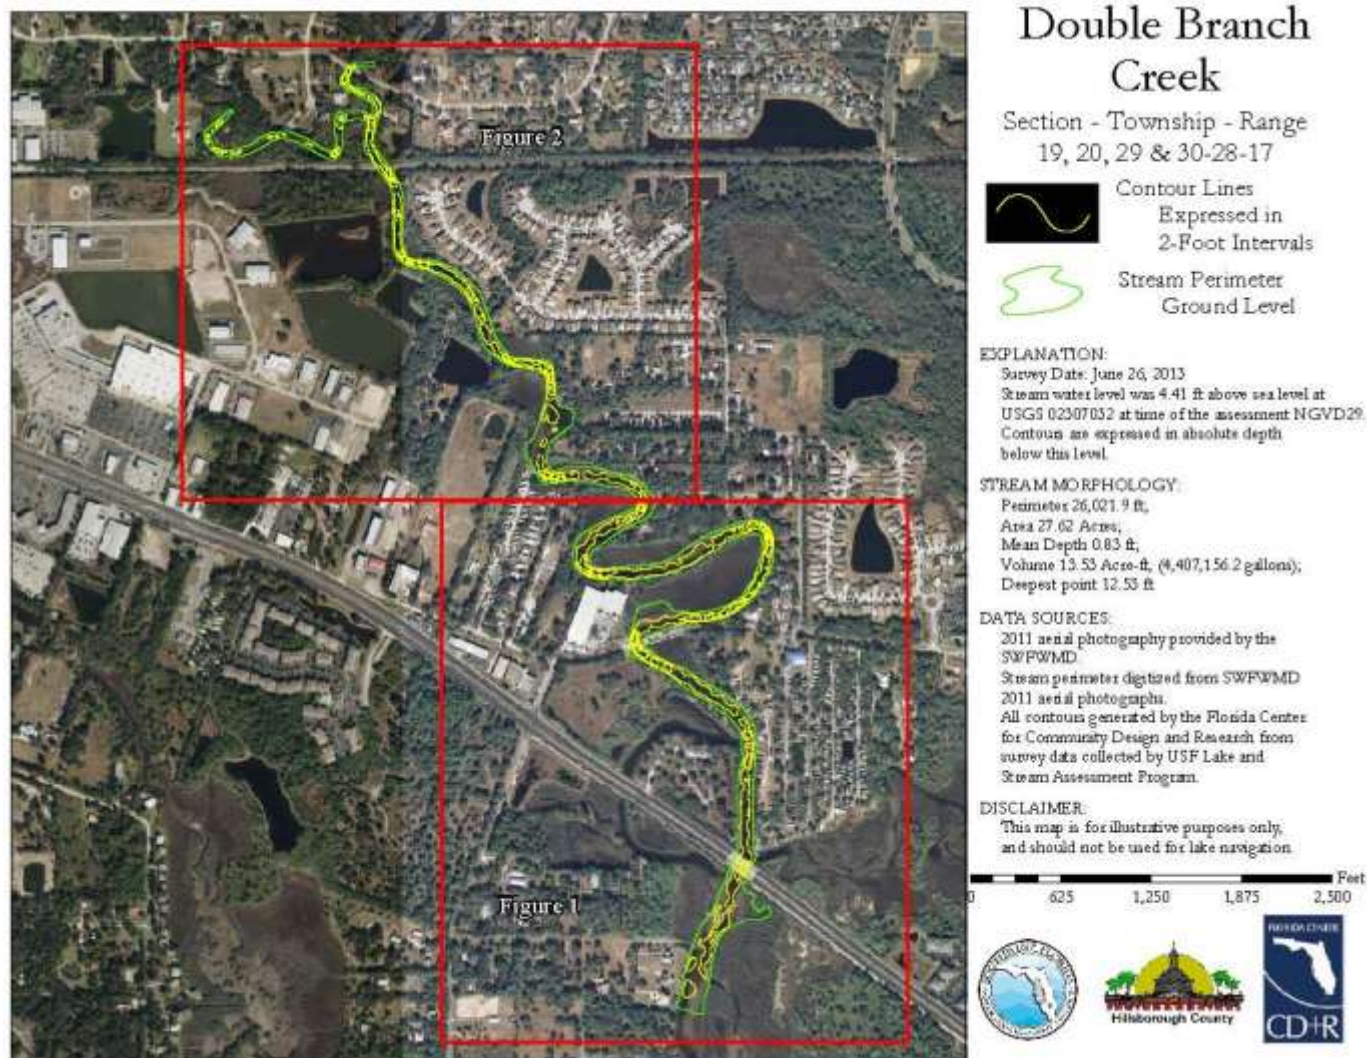 Double Branch
Creek
Section - Township - Range
19, 20, 29 & 30-28-17
Contour Lines
Expressed in
2-Foot Intervals
Stream Perimeter
Ground Level
EXPLANATION:
Survey Date: June 26, 2013
Stream water level was 4.41 ft above sea level at
USGS 02307032 at time of the assessment NGVD29.
Contours are expressed in absolute depth
below this level.
STREAM MORPHOLOGY:
Perimeter 26,021.9 ft;
Area 27.62 Acres;
Mean Depth 0.83 ft;
Volume 13.53 Acre-ft, (4,407,156.2 gallons);
Deepest point 12.53 ft
DATA SOURCES:
2011 aerial photography provided by the
SWFWMD.
Stream perimeter digitized from SWFWMD
2011 aerial photographs.
All contours generated by the Florida Center
for Community Design and Research from
survey data collected by USF Lake and
Stream Assessment Program.
DISCLAIMER:
This map is for illustrative purposes only,
and should not be used for lake navigation.
Feet
0 625 1,250 1,875 2,500
Hillsborough County
FLORIDA CENTER
CD+R
Figure 2
Figure 1